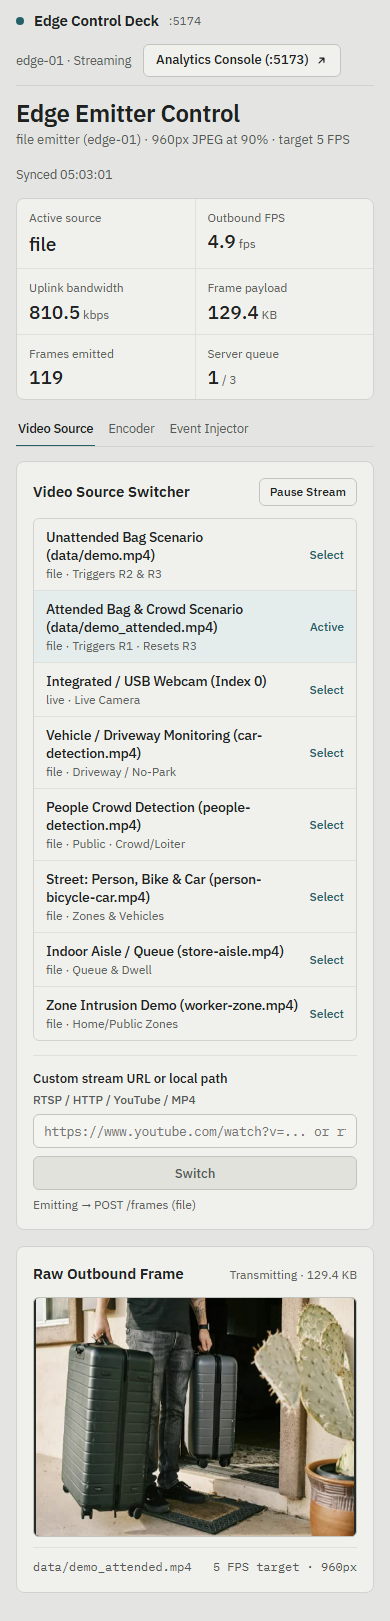 Edge Control Deck :5174
edge-01 · Streaming
Analytics Console (:5173) ↗
Edge Emitter Control
file emitter (edge-01) · 960px JPEG at 90% · target 5 FPS
Synced 05:03:01
Active source
file
Outbound FPS
4.9 fps
Uplink bandwidth
810.5 kbps
Frame payload
129.4 KB
Frames emitted
119
Server queue
1 / 3
Video Source
Encoder
Event Injector
Video Source Switcher
Pause Stream
Unattended Bag Scenario
(data/demo.mp4)
file · Triggers R2 & R3
Select
Attended Bag & Crowd Scenario
(data/demo_attended.mp4)
file · Triggers R1 · Resets R3
Active
Integrated / USB Webcam (Index 0)
live · Live Camera
Select
Vehicle / Driveway Monitoring (car-
detection.mp4)
file · Driveway / No-Park
Select
People Crowd Detection (people-
detection.mp4)
file · Public · Crowd/Loiter
Select
Street: Person, Bike & Car (person-
bicycle-car.mp4)
file · Zones & Vehicles
Select
Indoor Aisle / Queue (store-aisle.mp4)
file · Queue & Dwell
Select
Zone Intrusion Demo (worker-zone.mp4)
file · Home/Public Zones
Select
Custom stream URL or local path
RTSP / HTTP / YouTube / MP4
https://www.youtube.com/watch?v=... or r
Switch
Emitting → POST /frames (file)
Raw Outbound Frame
Transmitting · 129.4 KB
data/demo_attended.mp4
5 FPS target · 960px